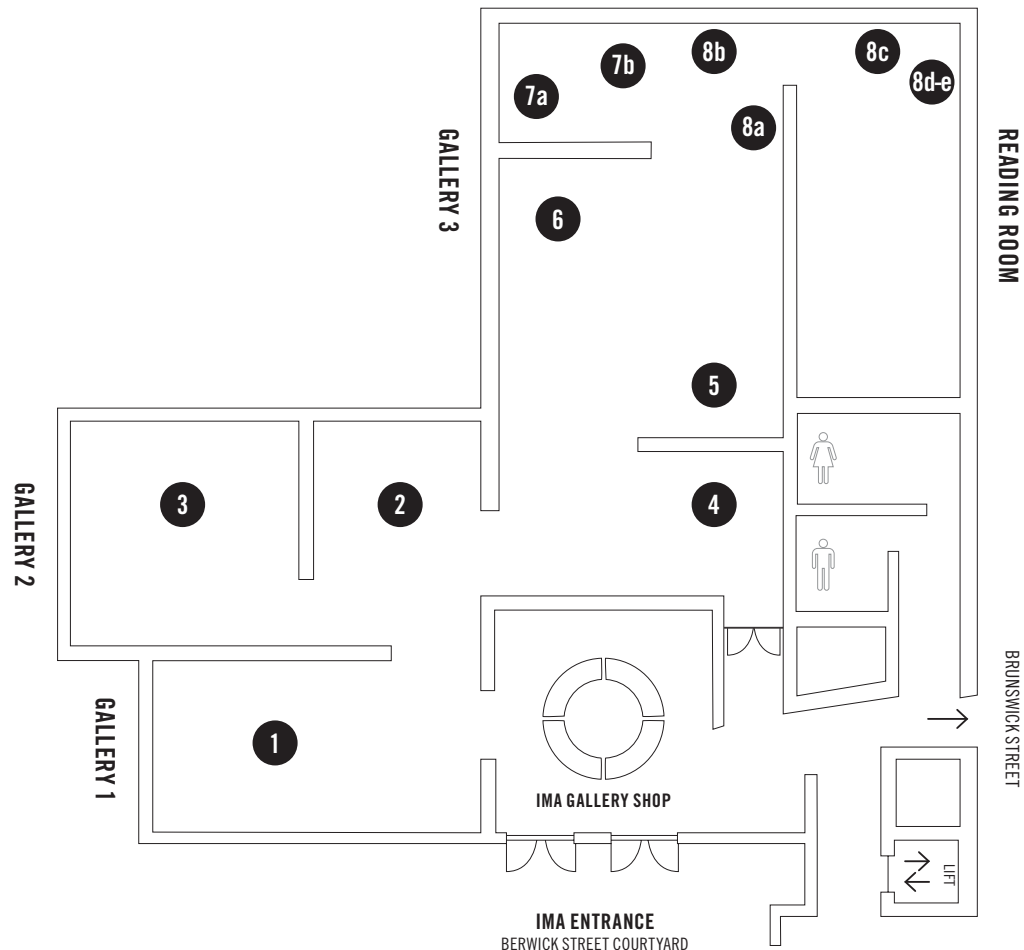 8b
8c
7b
8d-e
7a
8a
GALLERY 3
READING ROOM
6
5
3
2
4
GALLERY 2
BRUNSWICK STREET
GALLERY 1
1
IMA GALLERY SHOP
LIFT
IMA ENTRANCE
BERWICK STREET COURTYARD